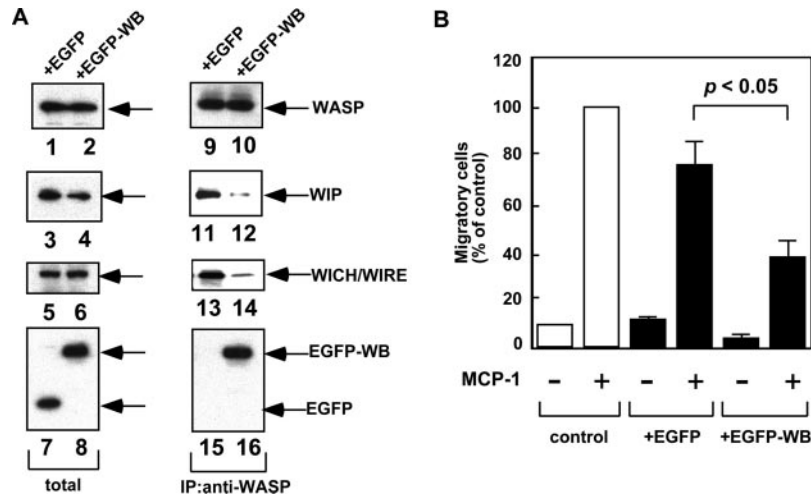 A
+EGFP +EGFP-WB +EGFP +EGFP-WB
WASP
1 2 9 10
WIP
3 4 11 12
WICH/WIRE
5 6 13 14
EGFP-WB
EGFP
7 8 15 16
total IP:anti-WASP
B
Migratory cells
(% of control)
120
100
80
60
40
20
0
p < 0.05
MCP-1 − + − + − +
control +EGFP +EGFP-WB